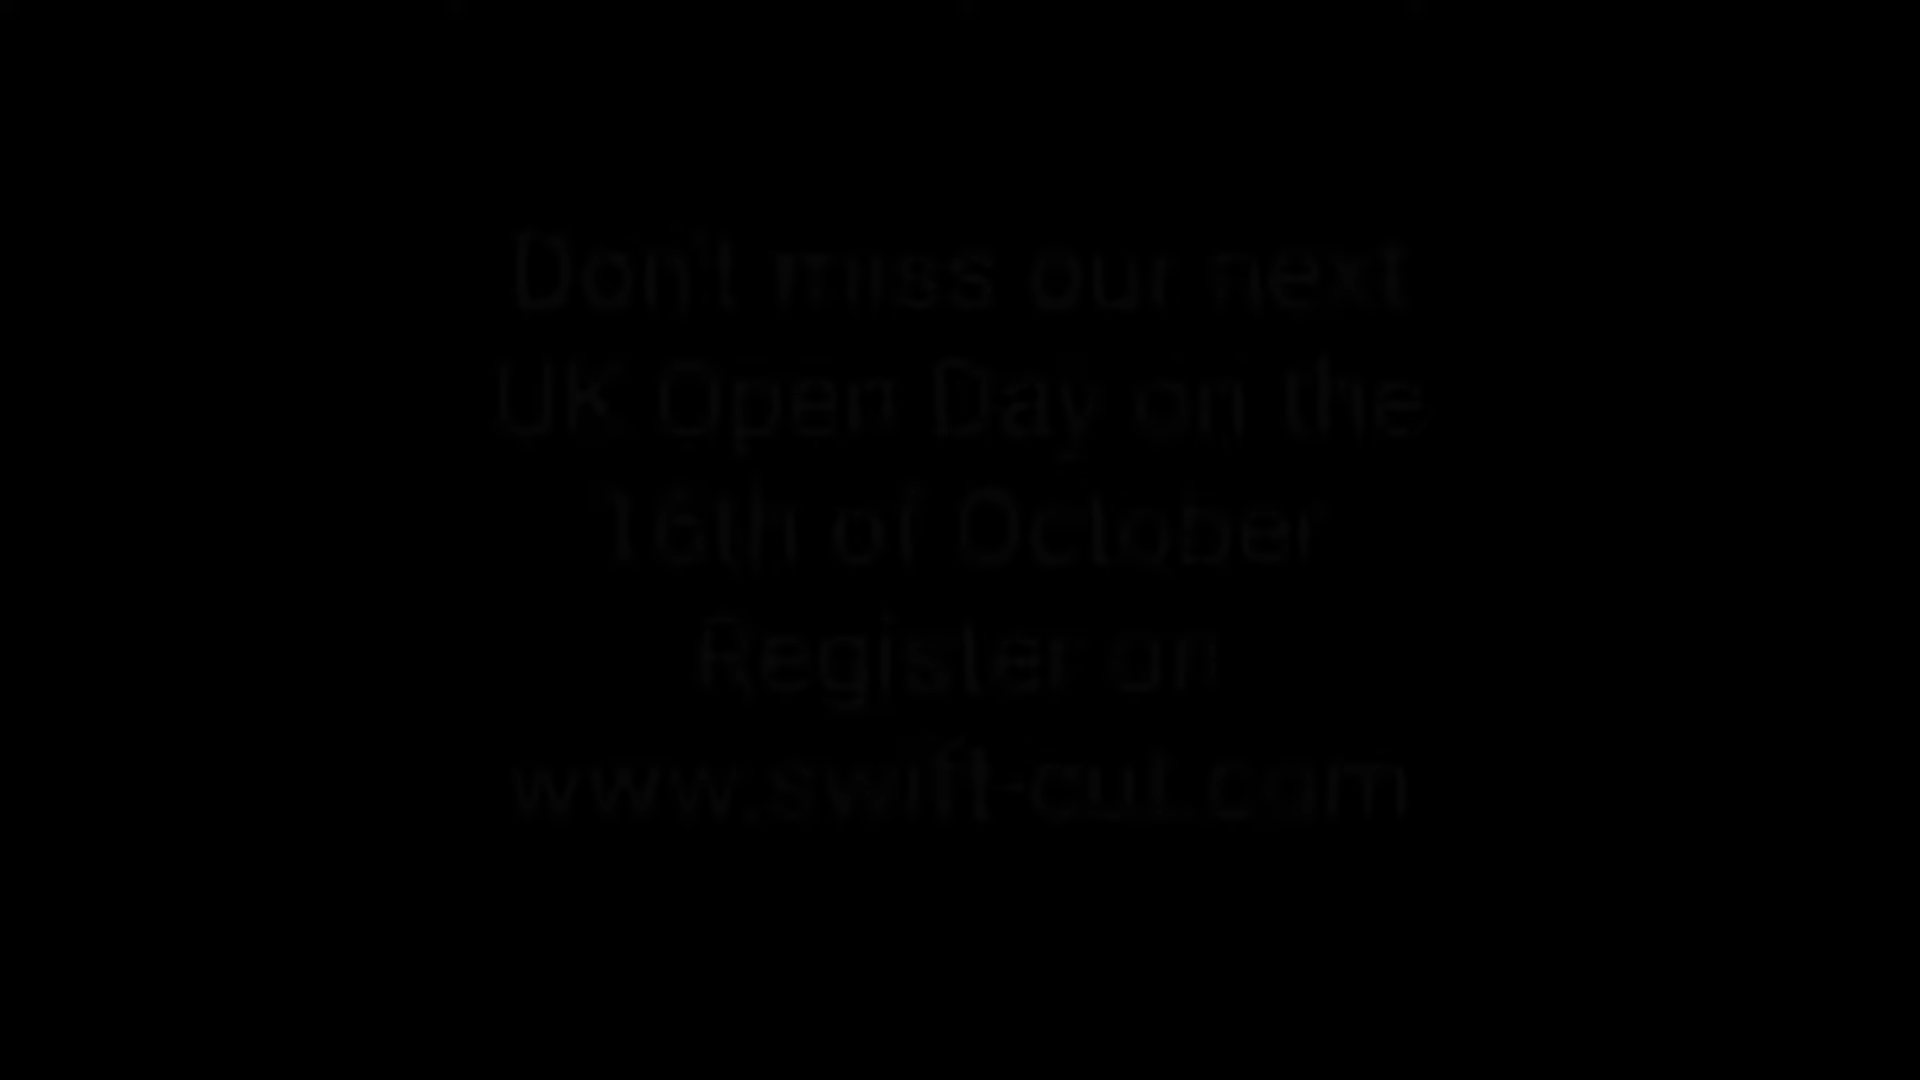 Don't miss our next
UK Open Day on the
16th of October
Register on
www.swift-cut.com